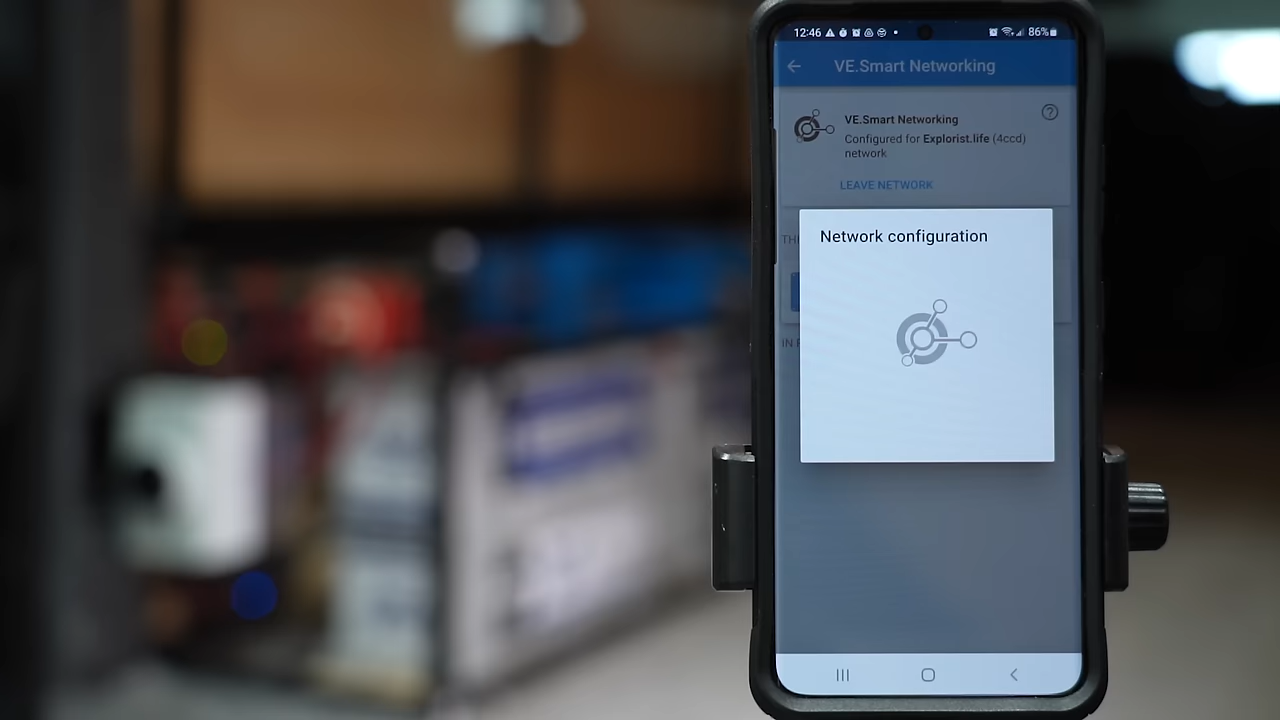 12:46 86%
VE.Smart Networking
VE.Smart Networking
Configured for Explorist.life (4ccd)
network
LEAVE NETWORK
Network configuration